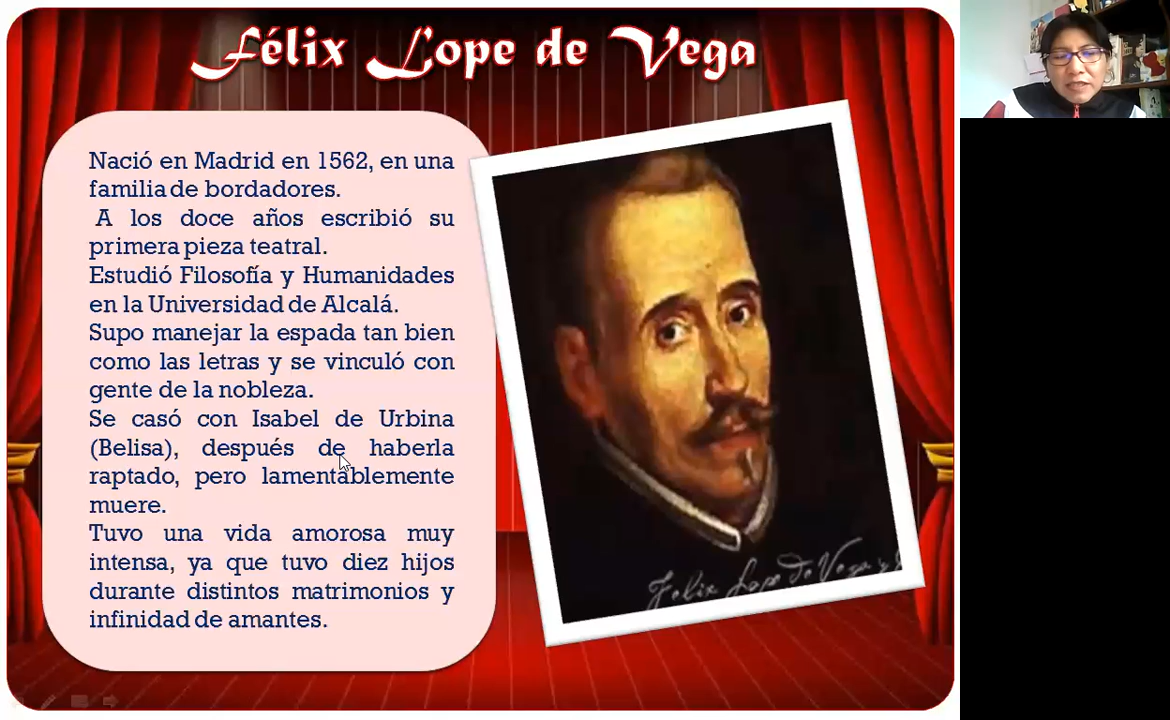 Félix Lope de Vega
Nació en Madrid en 1562, en una
familia de bordadores.
A los doce años escribió su
primera pieza teatral.
Estudió Filosofía y Humanidades
en la Universidad de Alcalá.
Supo manejar la espada tan bien
como las letras y se vinculó con
gente de la nobleza.
Se casó con Isabel de Urbina
(Belisa), después de haberla
raptado, pero lamentablemente
muere.
Tuvo una vida amorosa muy
intensa, ya que tuvo diez hijos
durante distintos matrimonios y
infinidad de amantes.
Felix Lope De Vega y